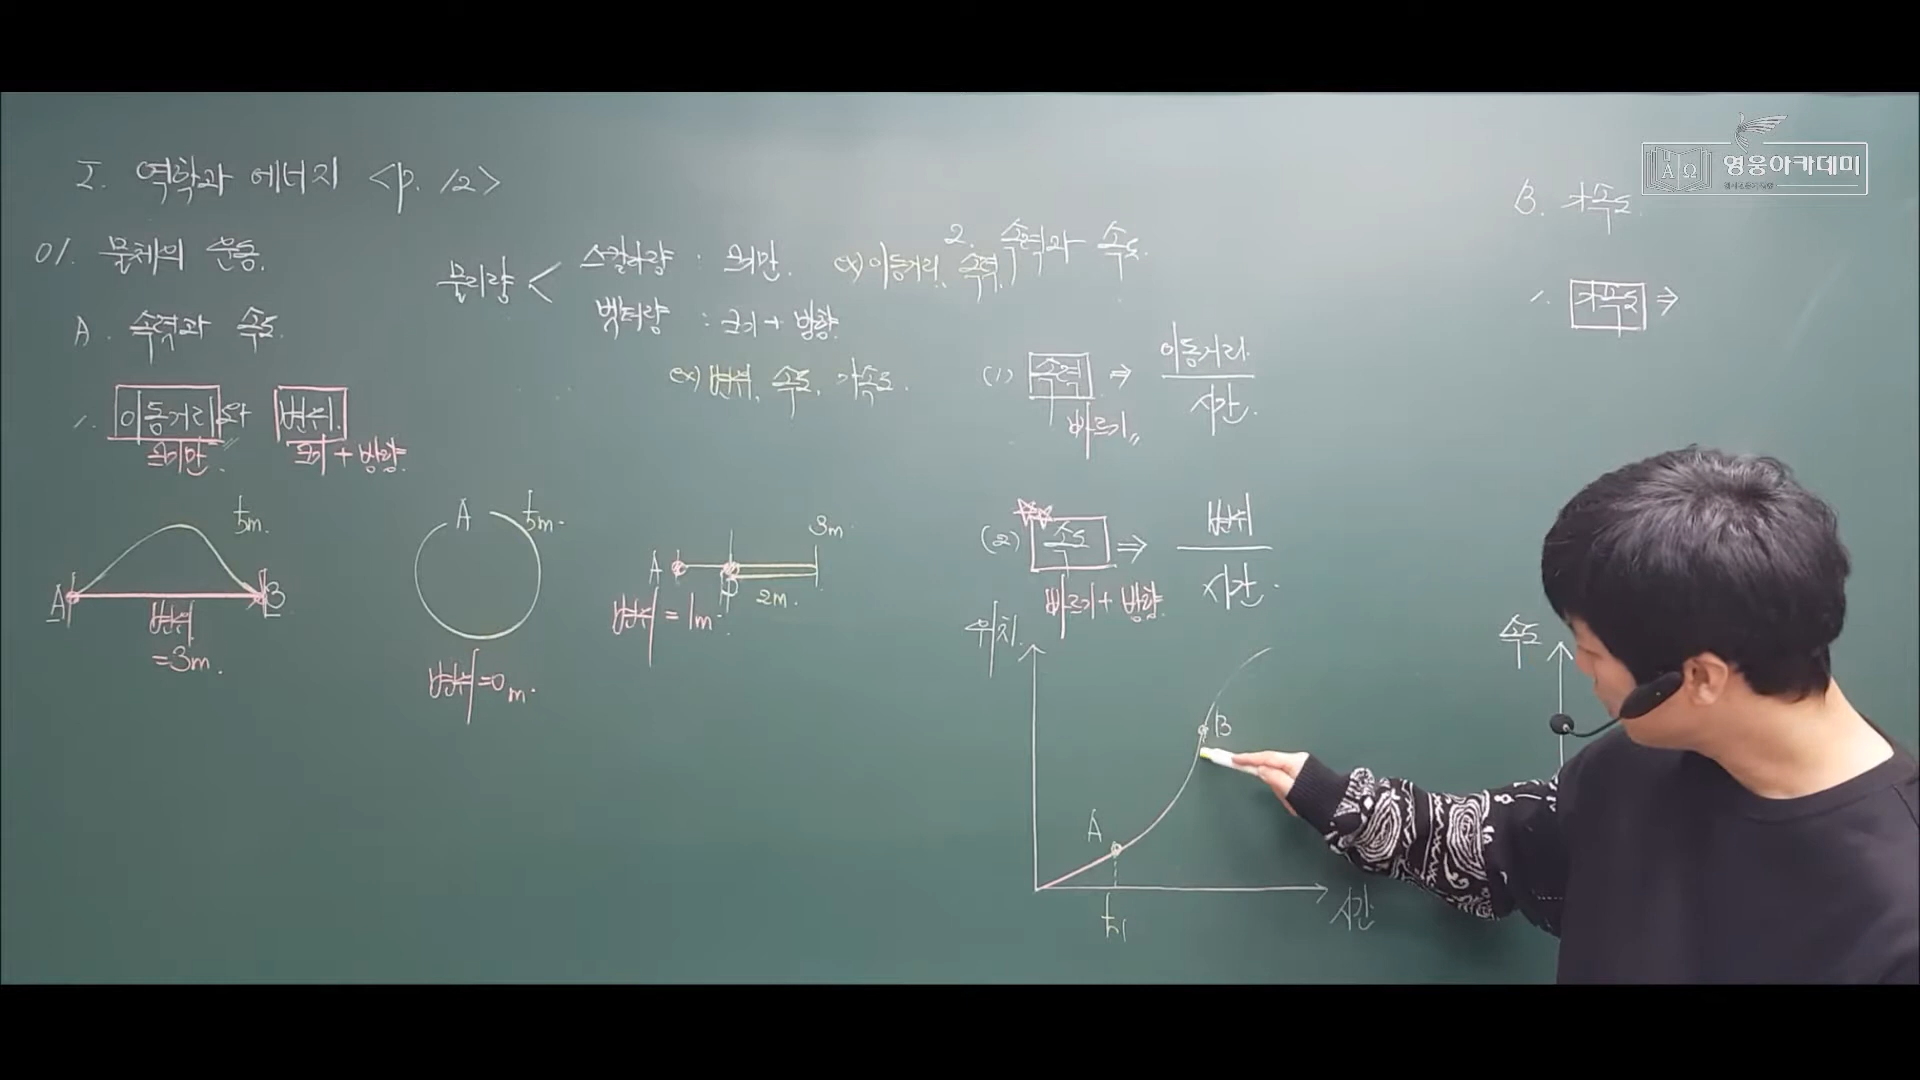 I. 역학과 에너지 <p. 12>
01. 물체의 운동.
A. 속력과 속도.
1. 이동거리와 변위.
크기만. 크기 + 방향.
5m.
A B
변위
=3m.
A 5m.
변위=0m.
물리량 <
스칼라량 : 크기만. ex) 이동거리, 속력.
벡터량 : 크기 + 방향
ex) 변위, 속도, 가속도.
3m
A B
2m.
변위 = 1m.
2. 속력과 속도.
(1) 속력 ⇒ 이동거리 / 시간.
빠르기
(2) 속도 ⇒ 변위 / 시간.
빠르기 + 방향.
위치.
B
A
t1
시간
B. 가속도.
1. 가속도 ⇒
속도
영웅아카데미
A Ω